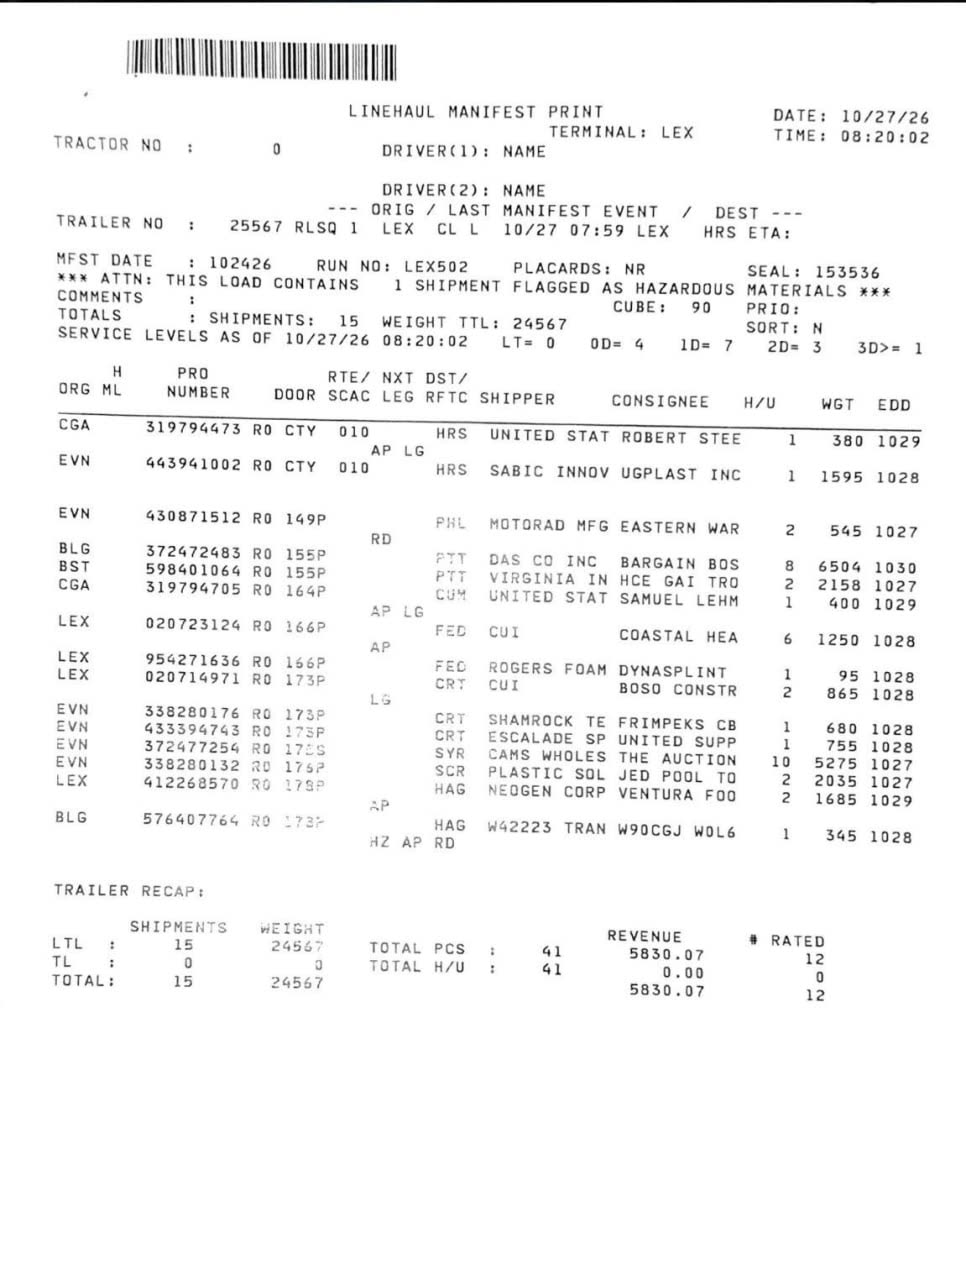 LINEHAUL MANIFEST PRINT DATE: 10/27/26
TERMINAL: LEX TIME: 08:20:02
TRACTOR NO : 0 DRIVER(1): NAME
DRIVER(2): NAME
--- ORIG / LAST MANIFEST EVENT / DEST ---
TRAILER NO : 25567 RLSQ 1 LEX CL L 10/27 07:59 LEX HRS ETA:
MFST DATE : 102426 RUN NO: LEX502 PLACARDS: NR SEAL: 153536
*** ATTN: THIS LOAD CONTAINS 1 SHIPMENT FLAGGED AS HAZARDOUS MATERIALS ***
COMMENTS : CUBE: 90 PRIO:
TOTALS : SHIPMENTS: 15 WEIGHT TTL: 24567 SORT: N
SERVICE LEVELS AS OF 10/27/26 08:20:02 LT= 0 0D= 4 1D= 7 2D= 3 3D>= 1
H PRO RTE/ NXT DST/
ORG ML NUMBER DOOR SCAC LEG RFTC SHIPPER CONSIGNEE H/U WGT EDD
CGA 319794473 RO CTY 010 HRS UNITED STAT ROBERT STEE 1 380 1029
AP LG
EVN 443941002 RO CTY 010 HRS SABIC INNOV UGPLAST INC 1 1595 1028
EVN 430871512 RO 149P PHL MOTORAD MFG EASTERN WAR 2 545 1027
RD
BLG 372472483 RO 155P PTT DAS CO INC BARGAIN BOS 8 6504 1030
BST 598401064 RO 155P PTT VIRGINIA IN HCE GAI TRO 2 2158 1027
CGA 319794705 RO 164P CUM UNITED STAT SAMUEL LEHM 1 400 1029
AP LG
LEX 020723124 RO 166P FED CUI COASTAL HEA 6 1250 1028
AP
LEX 954271636 RO 166P FED ROGERS FOAM DYNASPLINT 1 95 1028
LEX 020714971 RO 173P CRT CUI BOSO CONSTR 2 865 1028
LG
EVN 338280176 RO 173P CRT SHAMROCK TE FRIMPEKS CB 1 680 1028
EVN 433394743 RO 173P CRT ESCALADE SP UNITED SUPP 1 755 1028
EVN 372477254 RO SYR CAMS WHOLES THE AUCTION 10 5275 1027
EVN 338280132 RO 176P SCR PLASTIC SOL JED POOL TO 2 2035 1027
LEX 412268570 RO 178P HAG NEOGEN CORP VENTURA FOO 2 1685 1029
AP
BLG 576407764 RO HAG W42223 TRAN W90CGJ W0L6 1 345 1028
HZ AP RD
TRAILER RECAP:
SHIPMENTS WEIGHT REVENUE # RATED
LTL : 15 24567 TOTAL PCS : 41 5830.07 12
TL : 0 0 TOTAL H/U : 41 0.00 0
TOTAL: 15 24567 5830.07 12